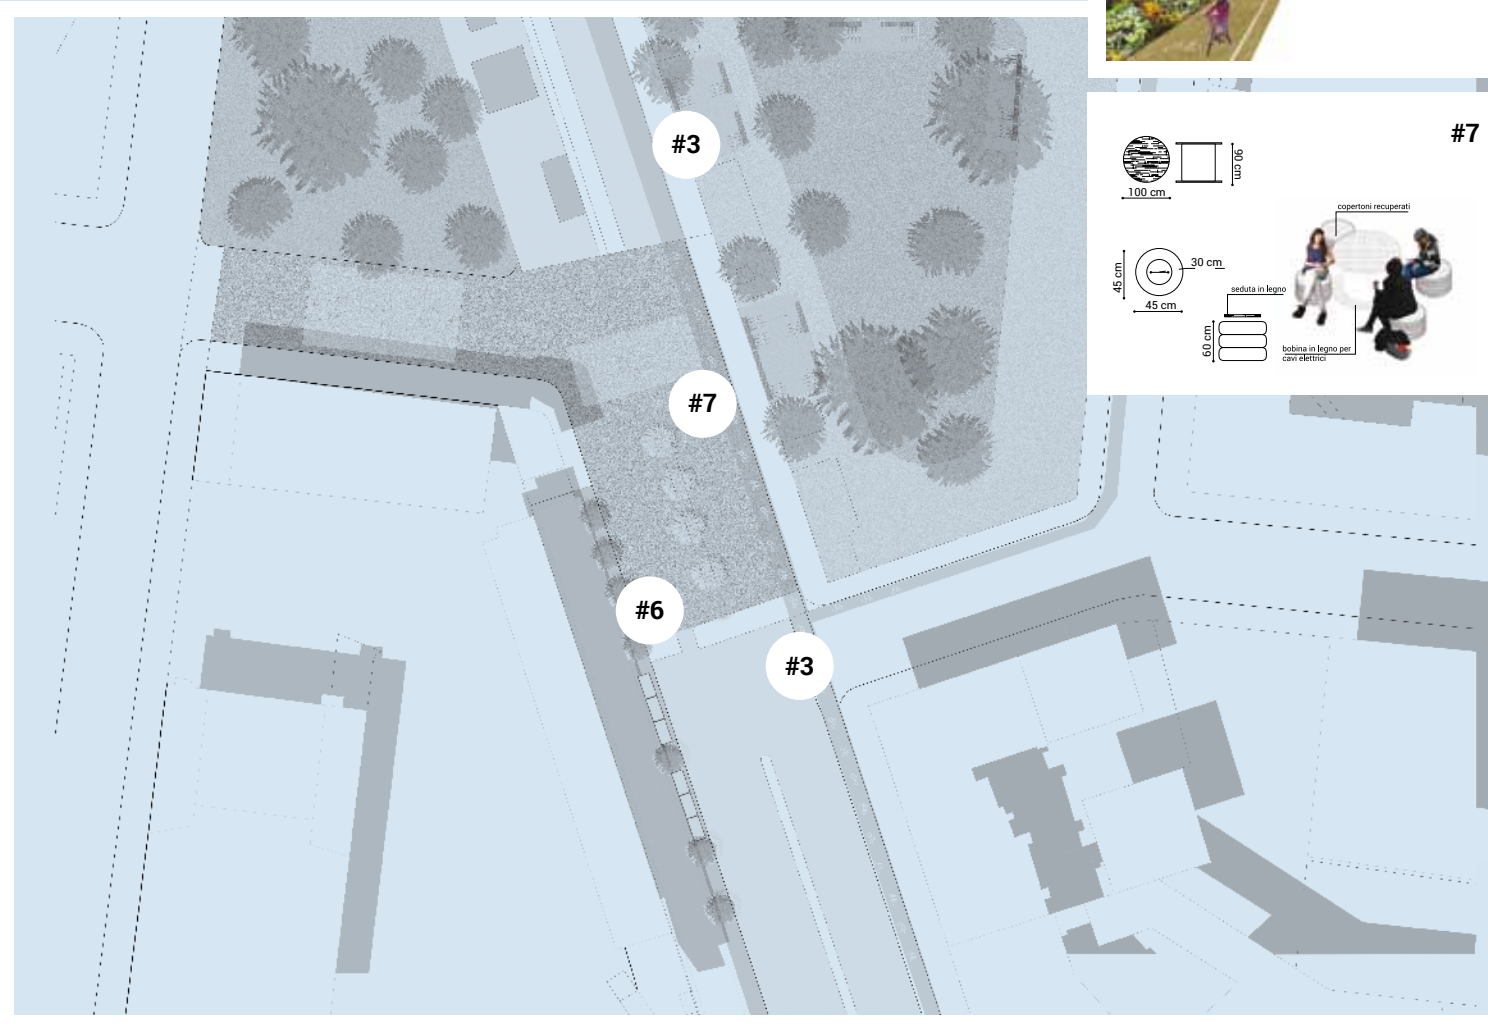 #3
#7
#6
#3
#7
90 cm
100 cm
copertoni recuperati
45 cm
30 cm
45 cm
seduta in legno
60 cm
bobina in legno per
cavi elettrici